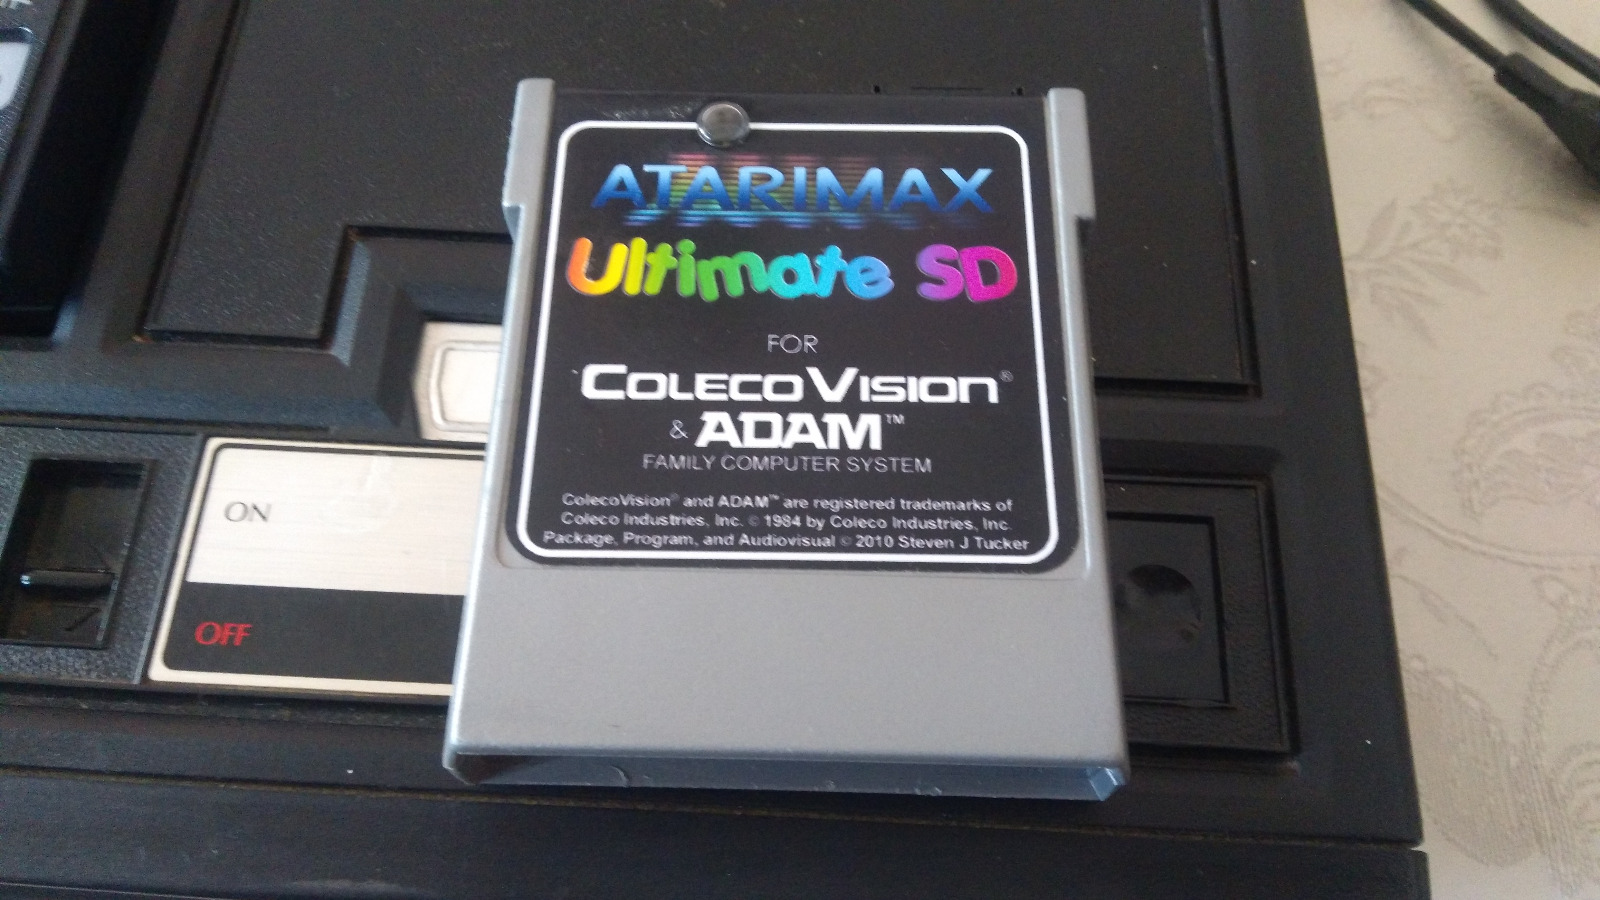 ATARIMAX
Ultimate SD
FOR
COLECOVISION®
& ADAM™
FAMILY COMPUTER SYSTEM
ColecoVision® and ADAM™ are registered trademarks of
Coleco Industries, Inc. © 1984 by Coleco Industries, Inc.
Package, Program, and Audiovisual © 2010 Steven J Tucker
ON
OFF